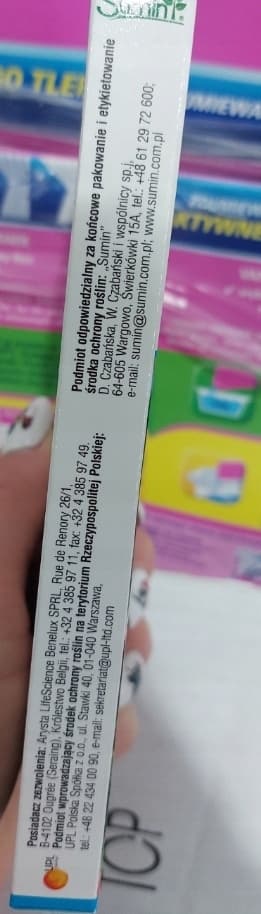 Sumin
Podmiot odpowiedzialny za końcowe pakowanie i etykietowanie
środka ochrony roślin: „Sumin”
D. Czabańska, W. Czabański i wspólnicy sp.j.
64-605 Wargowo, Świerkówki 15A, tel.: +48 61 29 72 600;
e-mail: sumin@sumin.com.pl; www.sumin.com.pl
Posiadacz zezwolenia: Arysta LifeScience Benelux SPRL, Rue de Renory 26/1,
B-4102 Ougrée (Seraing), Królestwo Belgii, tel.: +32 4 385 97 11, fax: +32 4 385 97 49.
Podmiot wprowadzający środek ochrony roślin na terytorium Rzeczypospolitej Polskiej:
UPL Polska Spółka z o.o., ul. Stawki 40, 01-040 Warszawa,
tel.: +48 22 434 00 90, e-mail: sekretariat@upl-ltd.com
UPL
TCP